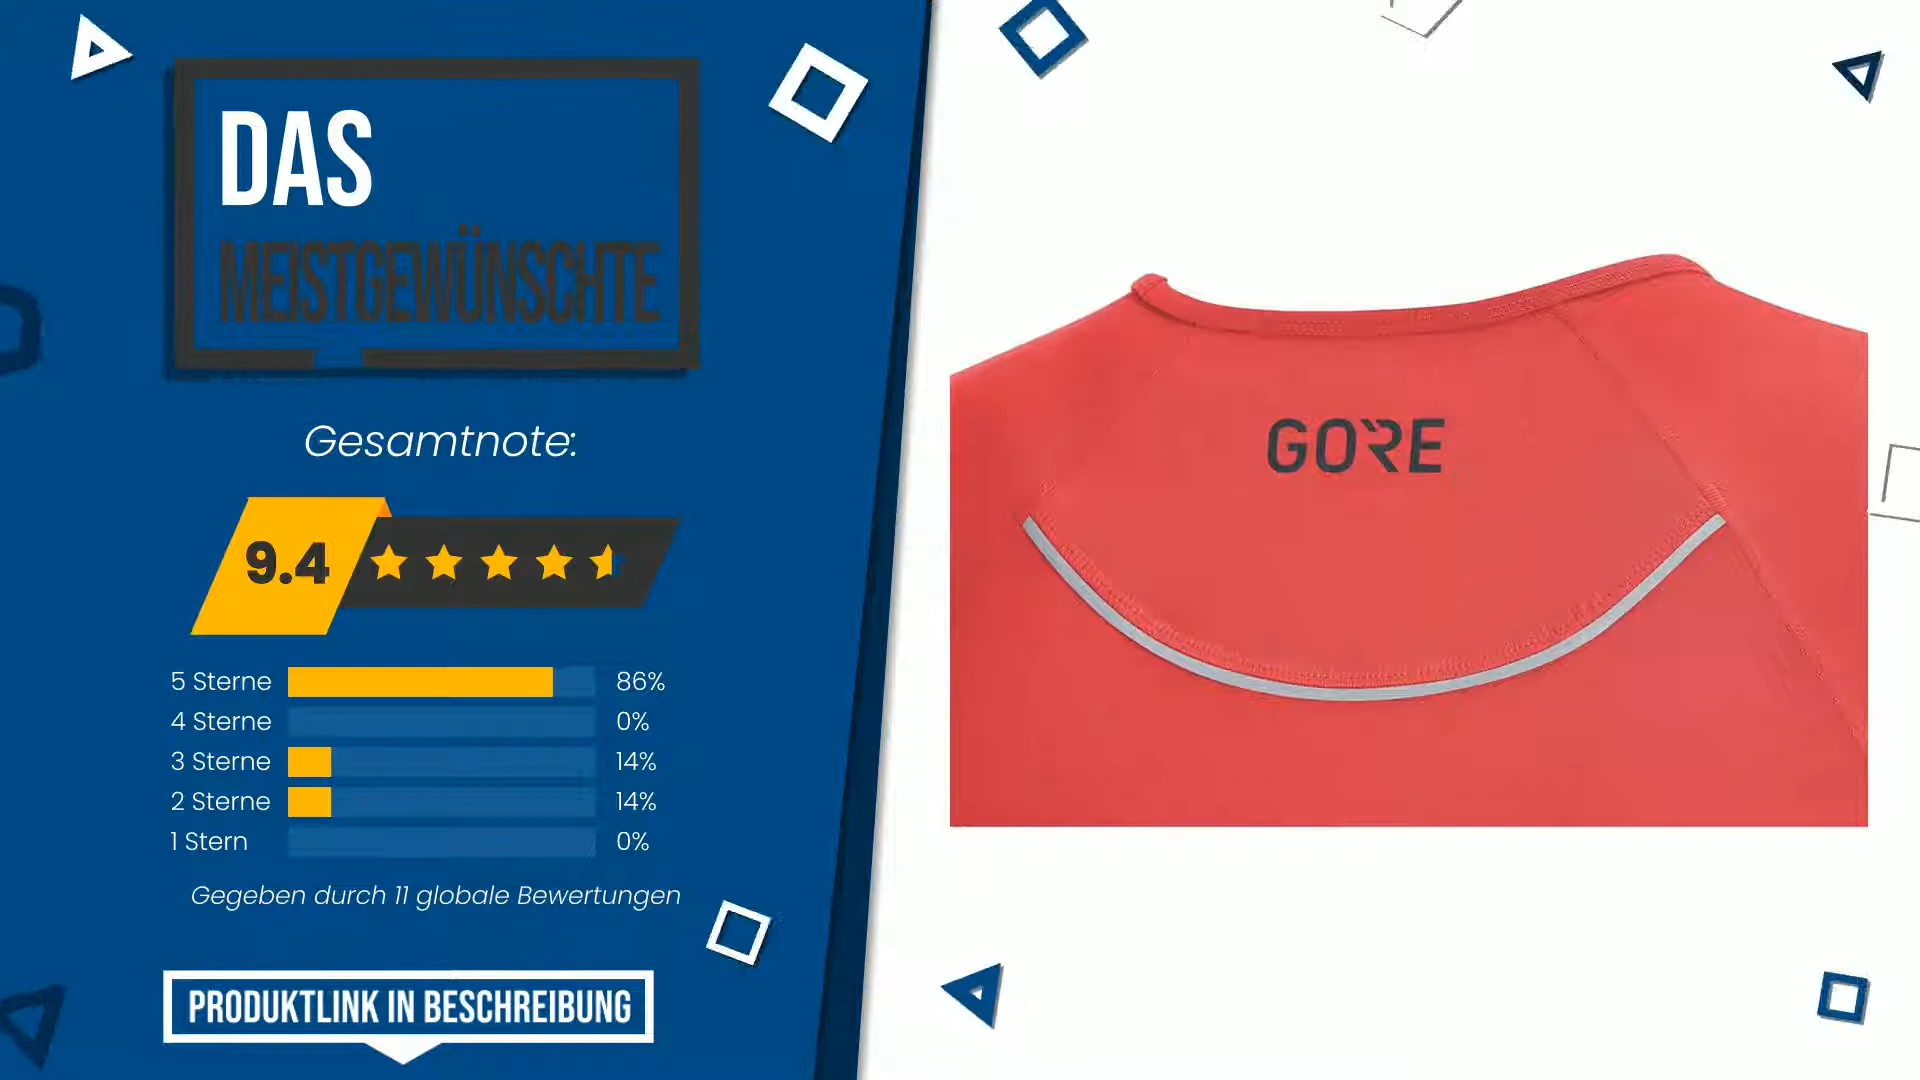 DAS
MEISTGEWÜNSCHTE
Gesamtnote:
9.4
5 Sterne 86%
4 Sterne 0%
3 Sterne 14%
2 Sterne 14%
1 Stern 0%
Gegeben durch 11 globale Bewertungen
PRODUKTLINK IN BESCHREIBUNG
GORE